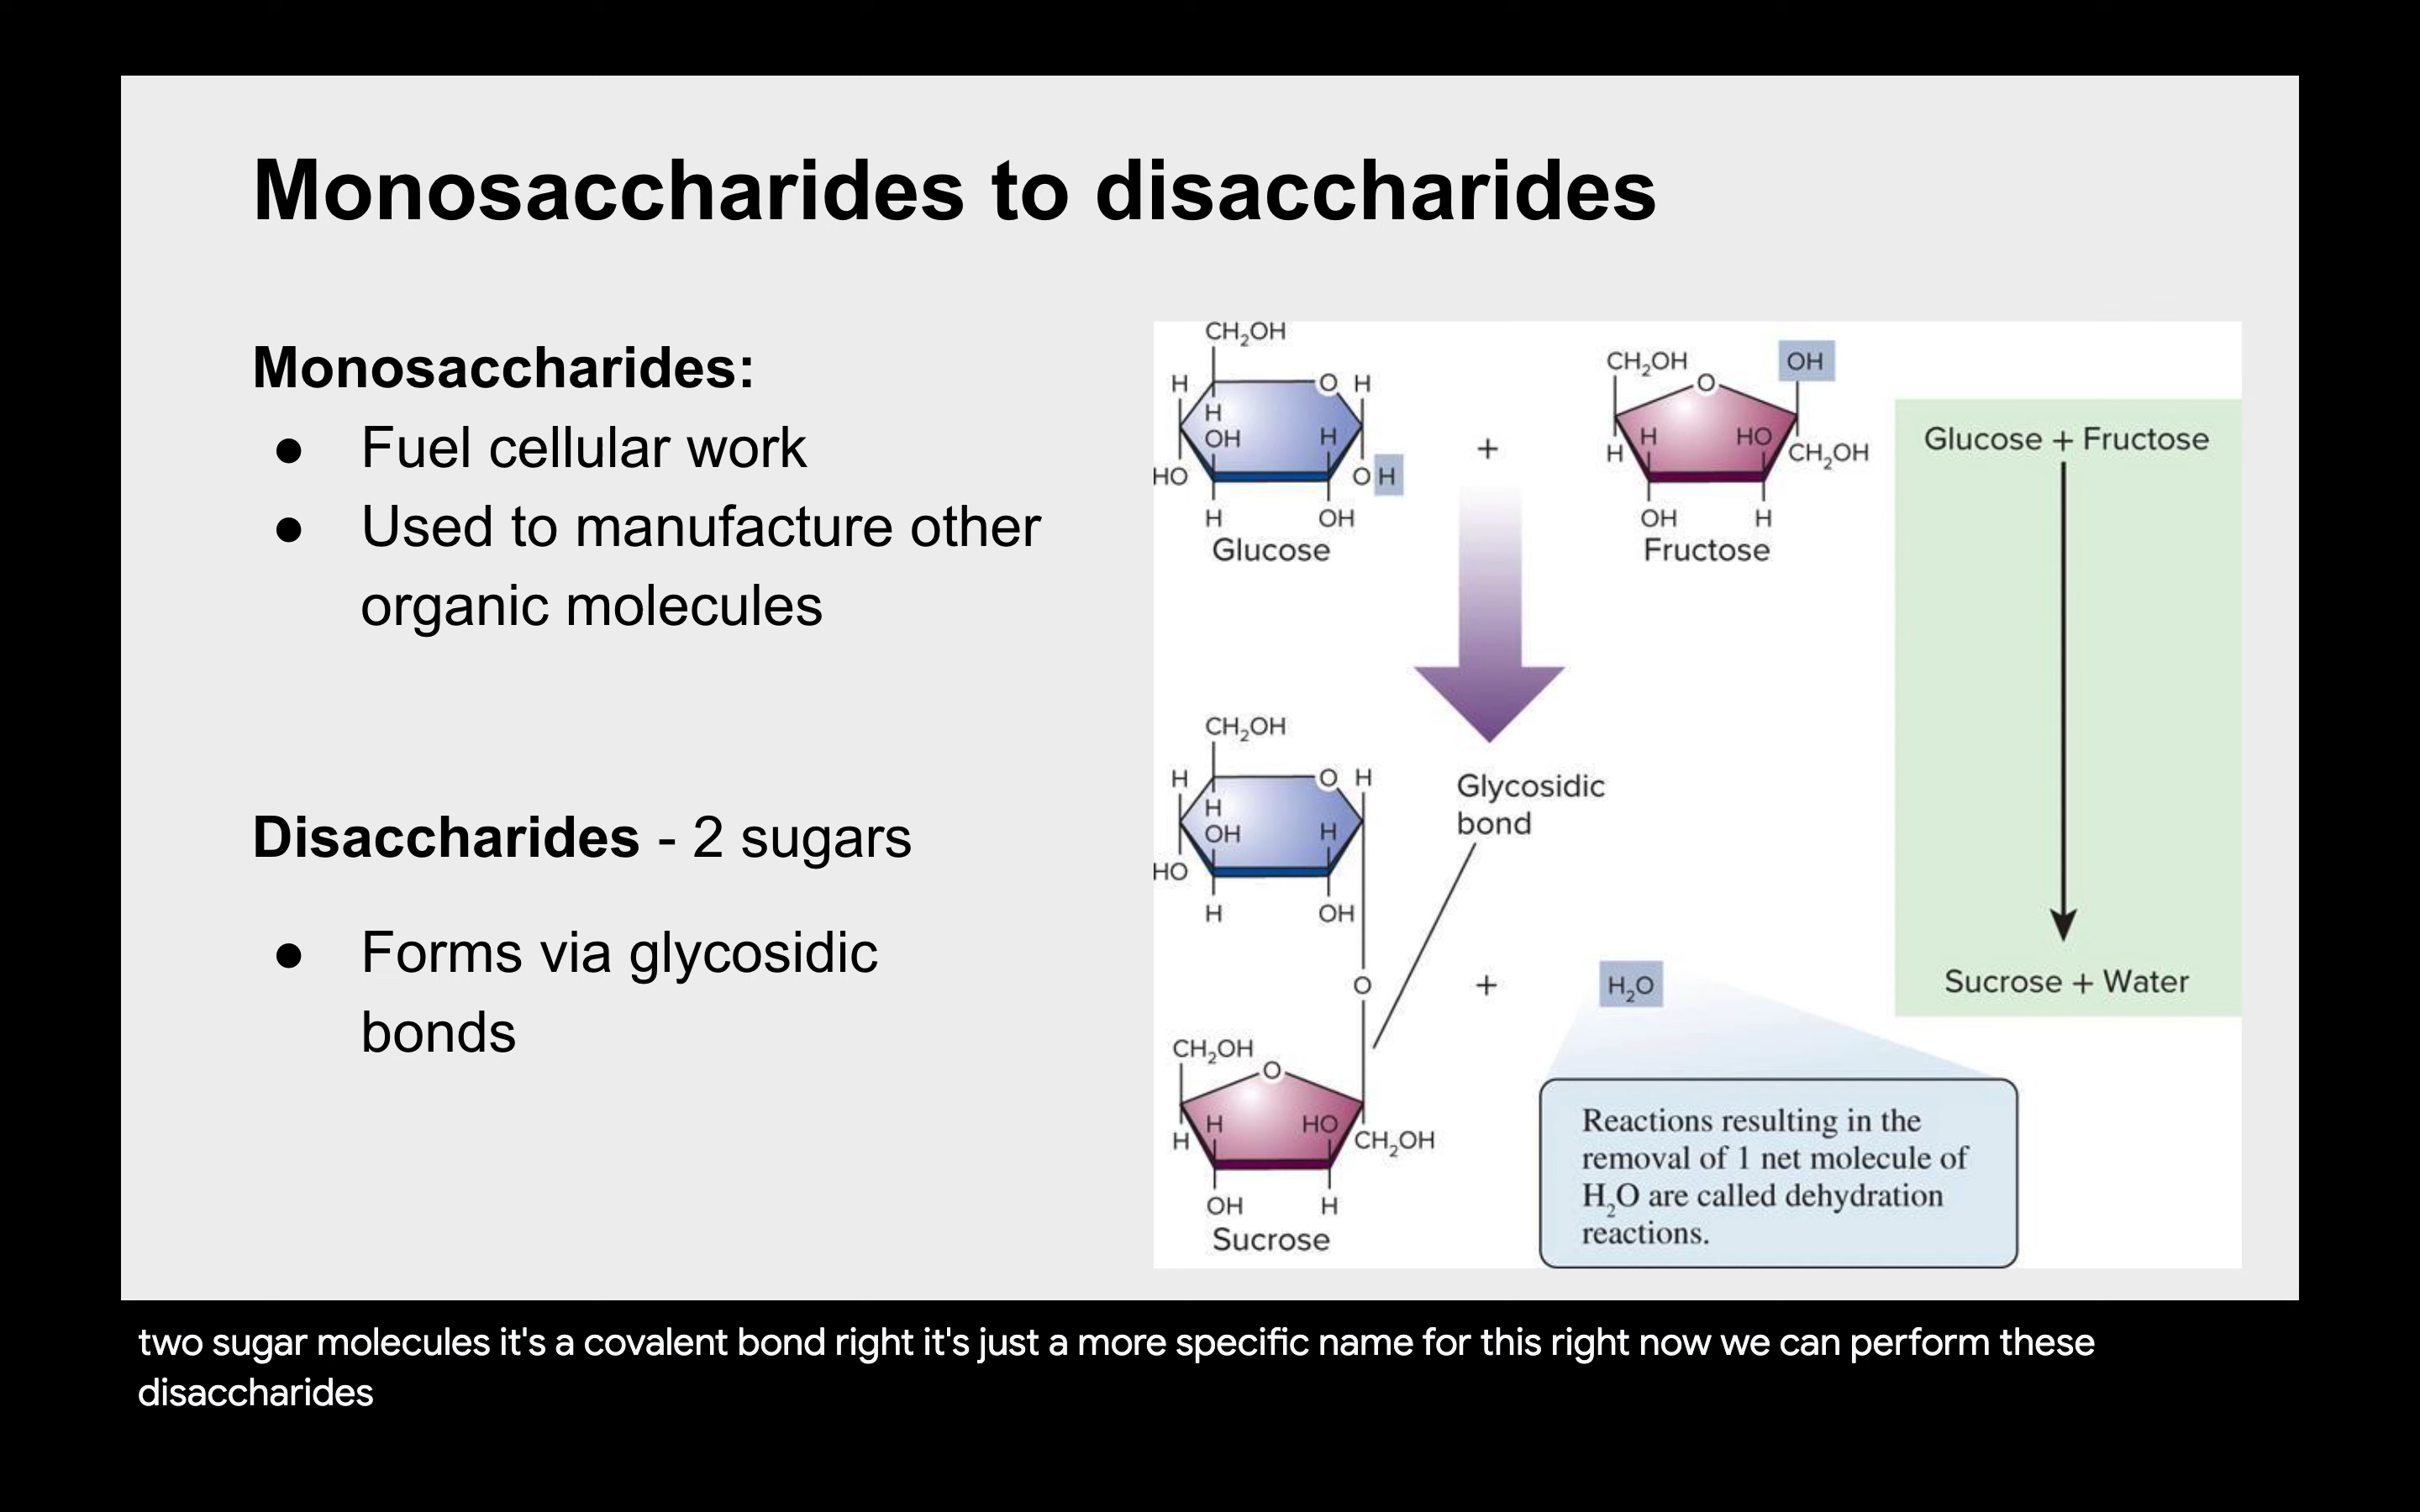 Monosaccharides to disaccharides
Monosaccharides:
● Fuel cellular work
● Used to manufacture other
organic molecules
Disaccharides - 2 sugars
● Forms via glycosidic
bonds
CH₂OH
H
O H
H
OH
H
HO
O H
H
OH
Glucose
+
CH₂OH
O
OH
H
H
HO
CH₂OH
OH
H
Fructose
Glucose + Fructose
Sucrose + Water
CH₂OH
H
O H
H
OH
H
HO
H
OH
O
Glycosidic
bond
+
H₂O
CH₂OH
O
H
H
HO
CH₂OH
OH
H
Sucrose
Reactions resulting in the
removal of 1 net molecule of
H₂O are called dehydration
reactions.
two sugar molecules it's a covalent bond right it's just a more specific name for this right now we can perform these
disaccharides